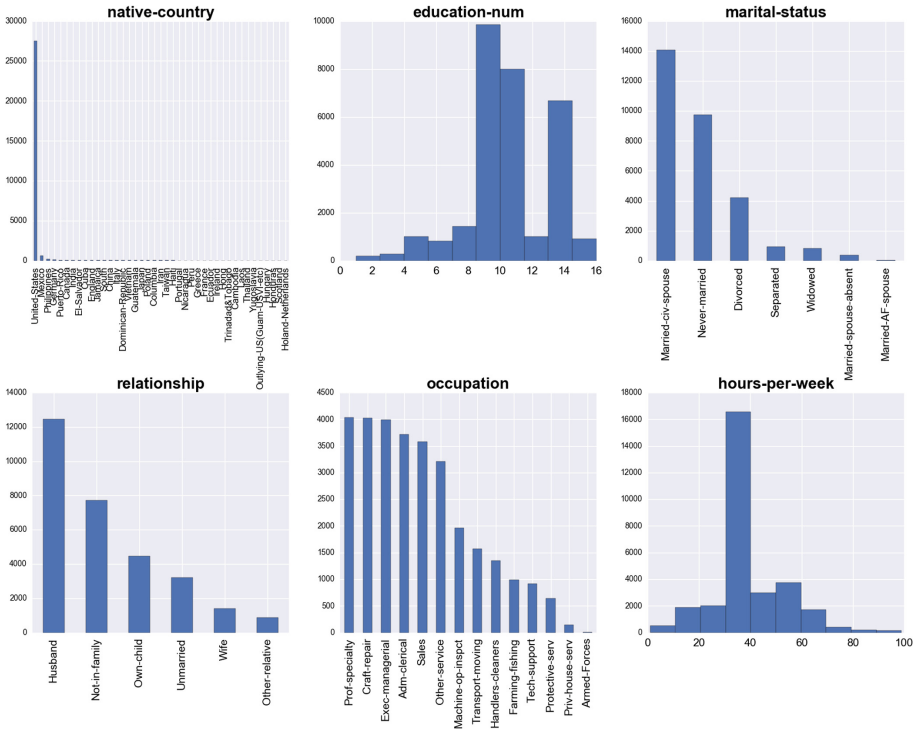 native-country
30000
25000
20000
15000
10000
5000
0
United-States
Mexico
Philippines
Germany
Puerto-Rico
Canada
India
El-Salvador
Cuba
England
Jamaica
South
China
Italy
Dominican-Republic
Vietnam
Guatemala
Japan
Poland
Columbia
Iran
Taiwan
Haiti
Portugal
Nicaragua
Peru
Greece
France
Ecuador
Ireland
Hong
Trinadad&Tobago
Cambodia
Laos
Thailand
Yugoslavia
Outlying-US(Guam-USVI-etc)
Hungary
Honduras
Scotland
Holand-Netherlands
education-num
10000
8000
6000
4000
2000
0
0 2 4 6 8 10 12 14 16
marital-status
16000
14000
12000
10000
8000
6000
4000
2000
0
Married-civ-spouse
Never-married
Divorced
Separated
Widowed
Married-spouse-absent
Married-AF-spouse
relationship
14000
12000
10000
8000
6000
4000
2000
0
Husband
Not-in-family
Own-child
Unmarried
Wife
Other-relative
occupation
4500
4000
3500
3000
2500
2000
1500
1000
500
0
Prof-specialty
Craft-repair
Exec-managerial
Adm-clerical
Sales
Other-service
Machine-op-inspct
Transport-moving
Handlers-cleaners
Farming-fishing
Tech-support
Protective-serv
Priv-house-serv
Armed-Forces
hours-per-week
18000
16000
14000
12000
10000
8000
6000
4000
2000
0
0 20 40 60 80 100